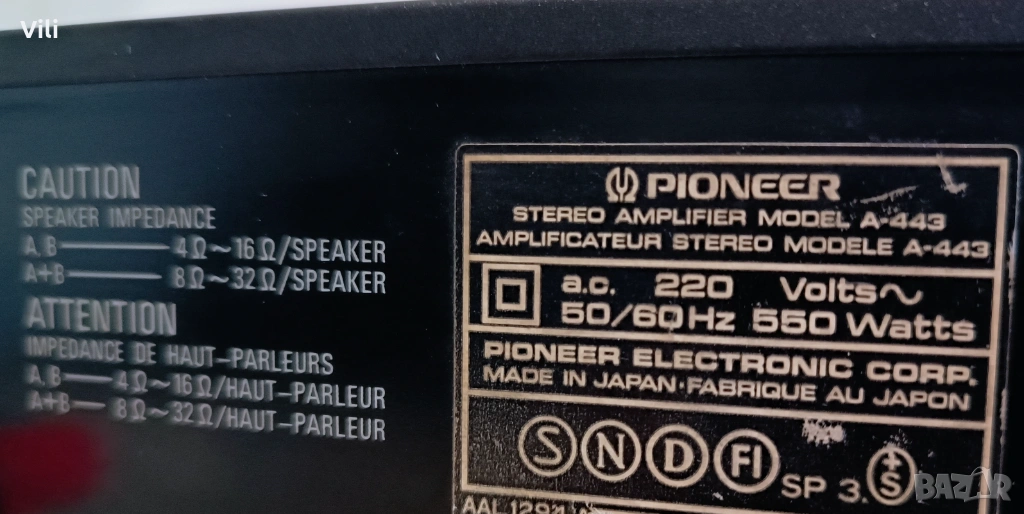 Vili
CAUTION
SPEAKER IMPEDANCE
A, B — 4Ω~16Ω/SPEAKER
A+B — 8Ω~32Ω/SPEAKER
ATTENTION
IMPEDANCE DE HAUT-PARLEURS
A, B — 4Ω~16Ω/HAUT-PARLEUR
A+B — 8Ω~32Ω/HAUT-PARLEUR
PIONEER
STEREO AMPLIFIER MODEL A-443
AMPLIFICATEUR STEREO MODELE A-443
a.c. 220 Volts~
50/60Hz 550 Watts
PIONEER ELECTRONIC CORP.
MADE IN JAPAN·FABRIQUE AU JAPON
S N D FI SP 3. +S
BAZAR